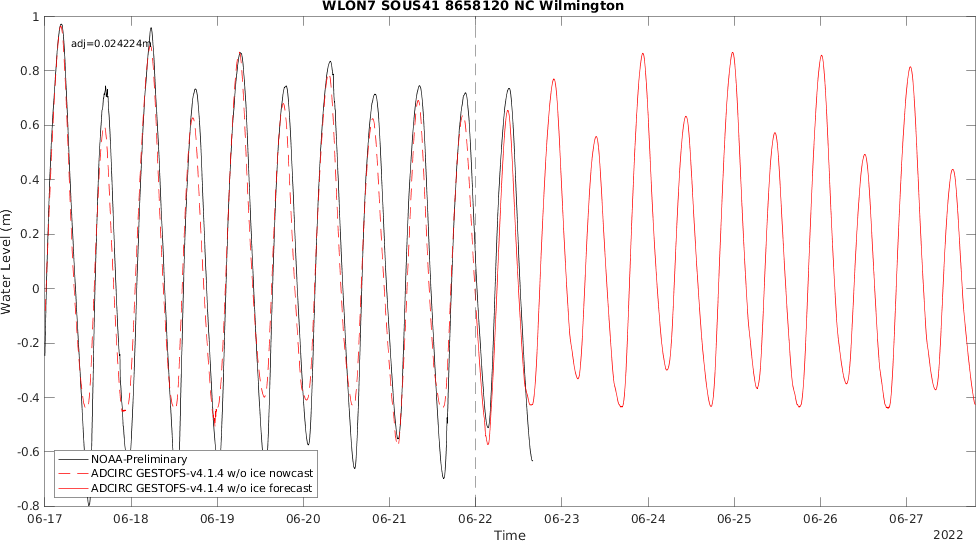 WLON7 SOUS41 8658120 NC Wilmington
adj=0.024224m
1
0.8
0.6
0.4
0.2
0
-0.2
-0.4
-0.6
-0.8
Water Level (m)
NOAA-Preliminary
ADCIRC GESTOFS-v4.1.4 w/o ice nowcast
ADCIRC GESTOFS-v4.1.4 w/o ice forecast
06-17 06-18 06-19 06-20 06-21 06-22 06-23 06-24 06-25 06-26 06-27
Time
2022